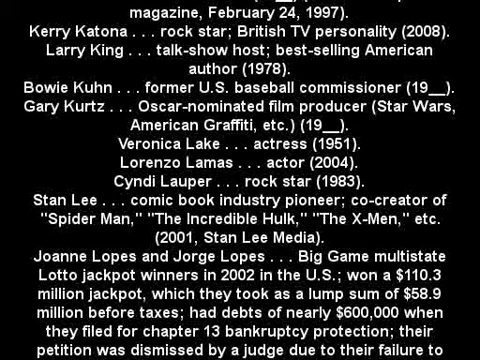 magazine, February 24, 1997).
Kerry Katona . . . rock star; British TV personality (2008).
Larry King . . . talk-show host; best-selling American
author (1978).
Bowie Kuhn . . . former U.S. baseball commissioner (19__).
Gary Kurtz . . . Oscar-nominated film producer (Star Wars,
American Graffiti, etc.) (19__).
Veronica Lake . . . actress (1951).
Lorenzo Lamas . . . actor (2004).
Cyndi Lauper . . . rock star (1983).
Stan Lee . . . comic book industry pioneer; co-creator of
"Spider Man," "The Incredible Hulk," "The X-Men," etc.
(2001, Stan Lee Media).
Joanne Lopes and Jorge Lopes . . . Big Game multistate
Lotto jackpot winners in 2002 in the U.S.; won a $110.3
million jackpot, which they took as a lump sum of $58.9
million before taxes; had debts of nearly $600,000 when
they filed for chapter 13 bankruptcy protection; their
petition was dismissed by a judge due to their failure to